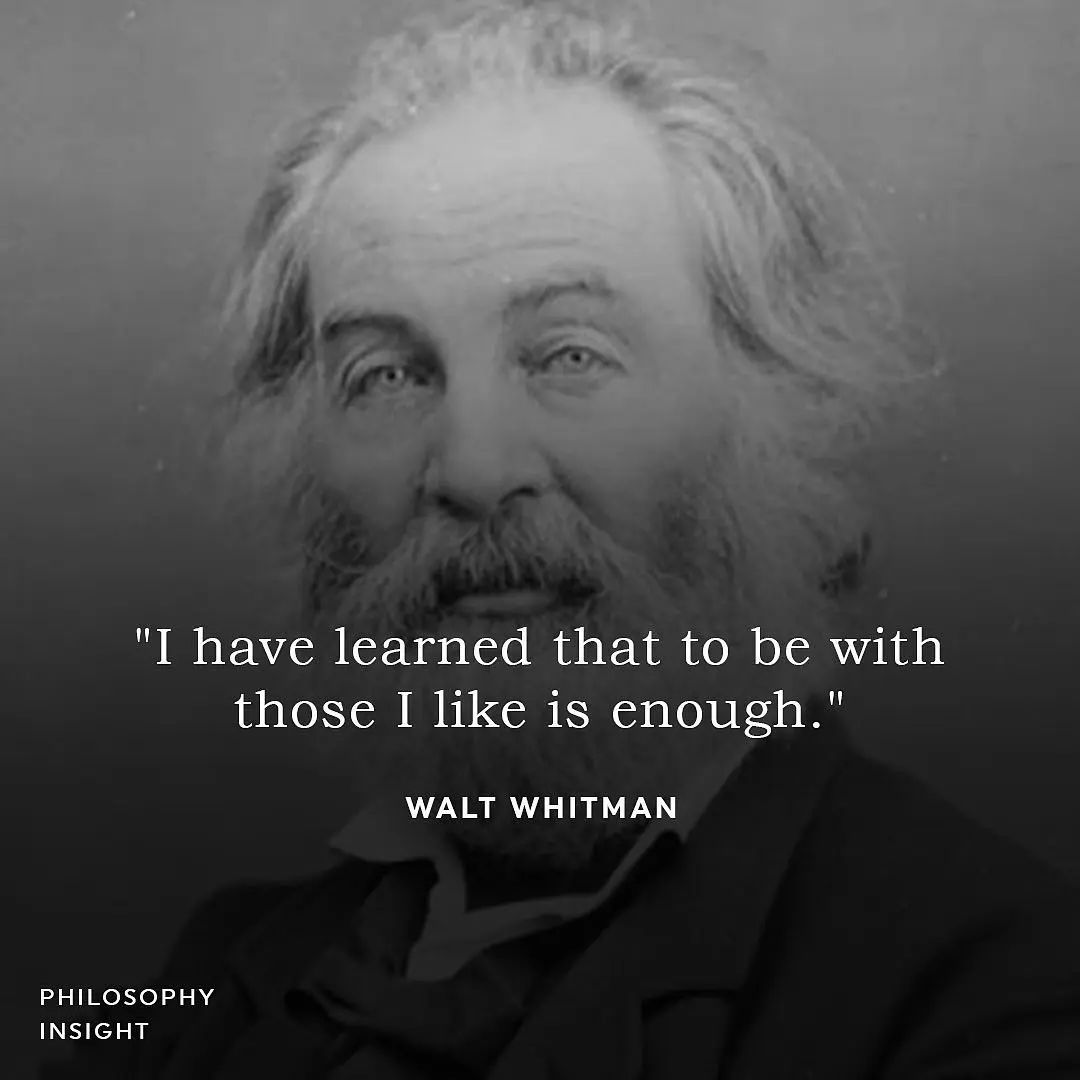 "I have learned that to be with
those I like is enough."
WALT WHITMAN
PHILOSOPHY
INSIGHT